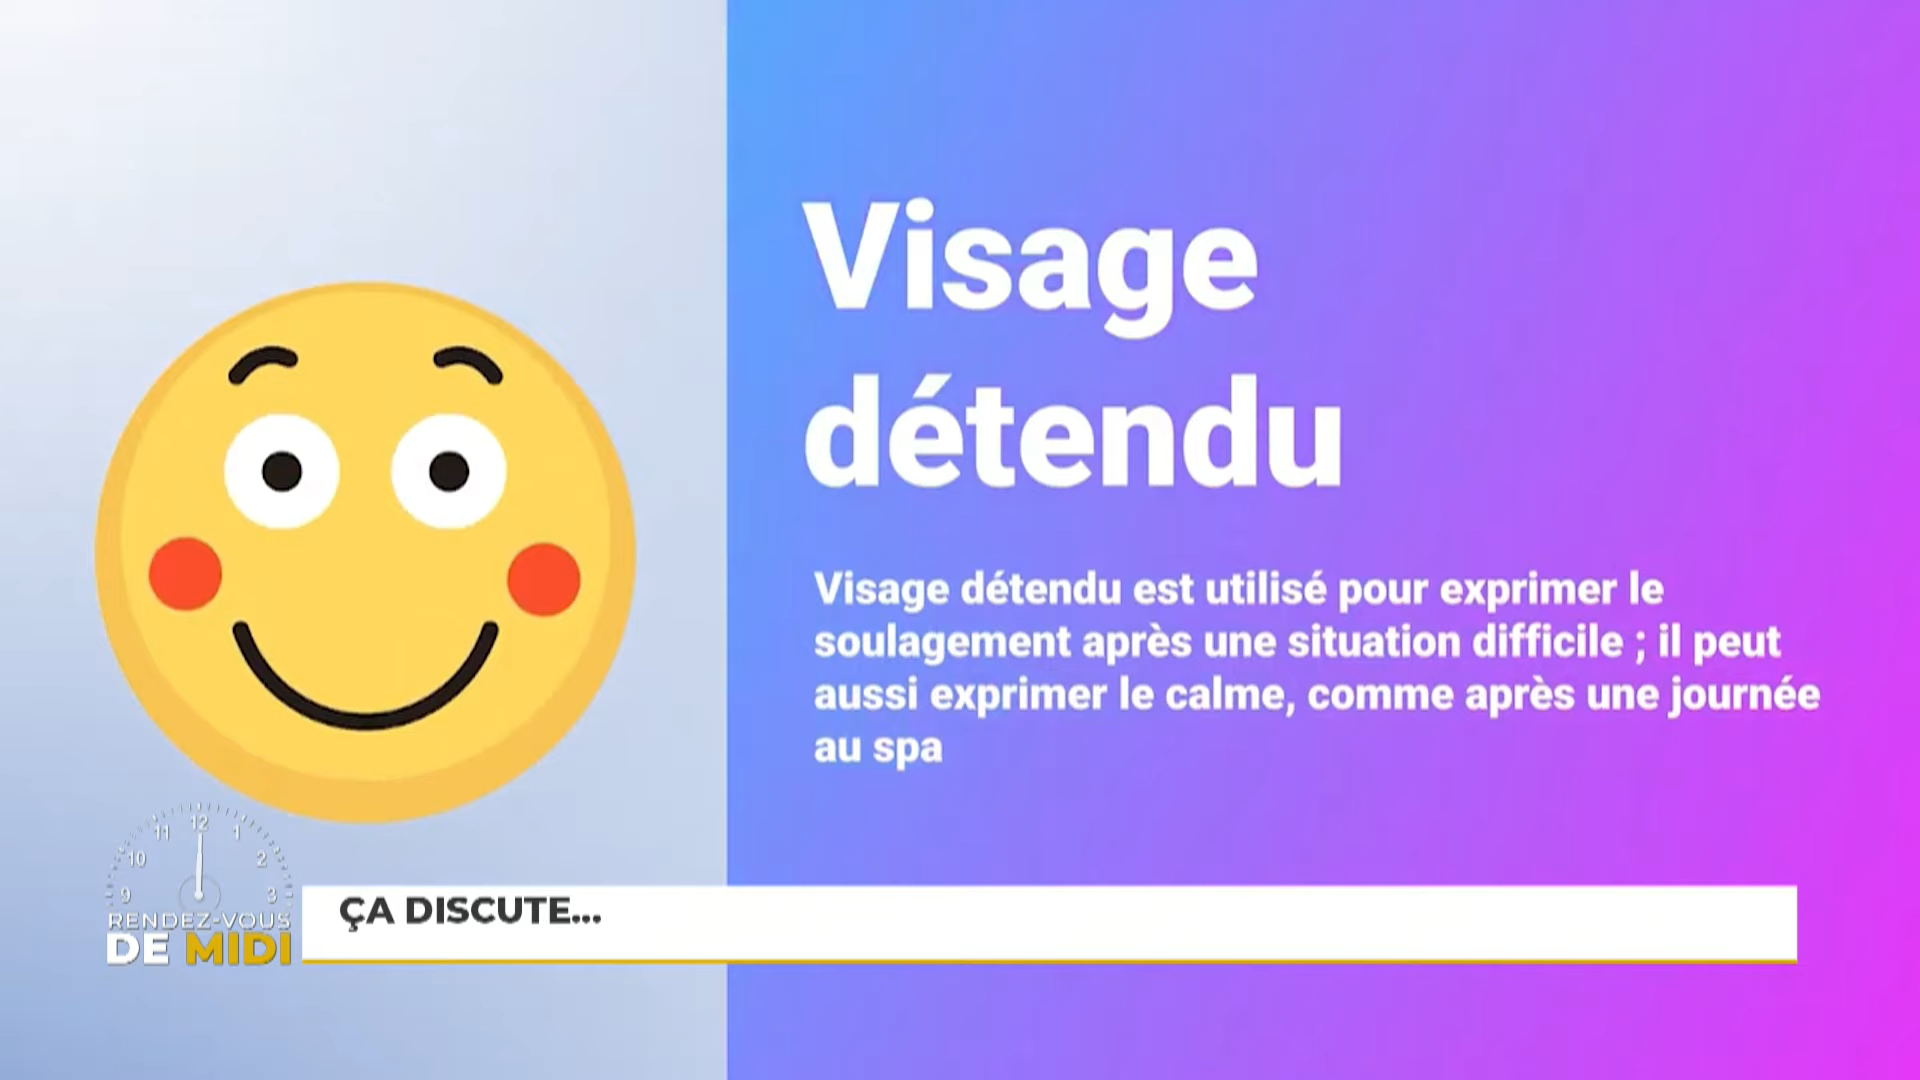 Visage
détendu
Visage détendu est utilisé pour exprimer le
soulagement après une situation difficile ; il peut
aussi exprimer le calme, comme après une journée
au spa
9 10 11 12 1 2 3
RENDEZ-VOUS
DE MIDI
ÇA DISCUTE...